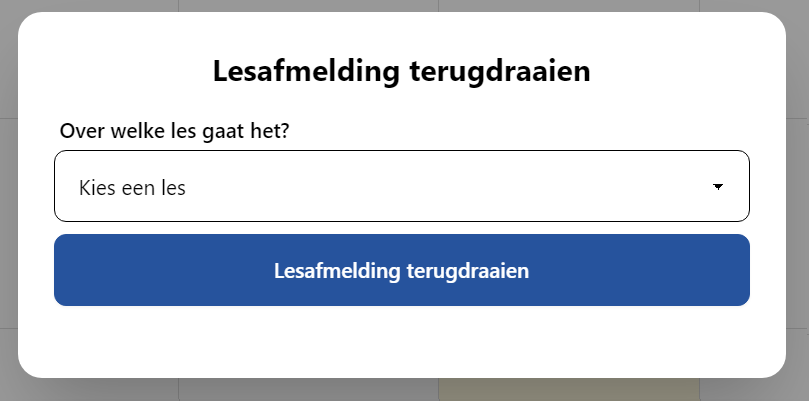 Lesafmelding terugdraaien
Over welke les gaat het?
Kies een les
Lesafmelding terugdraaien